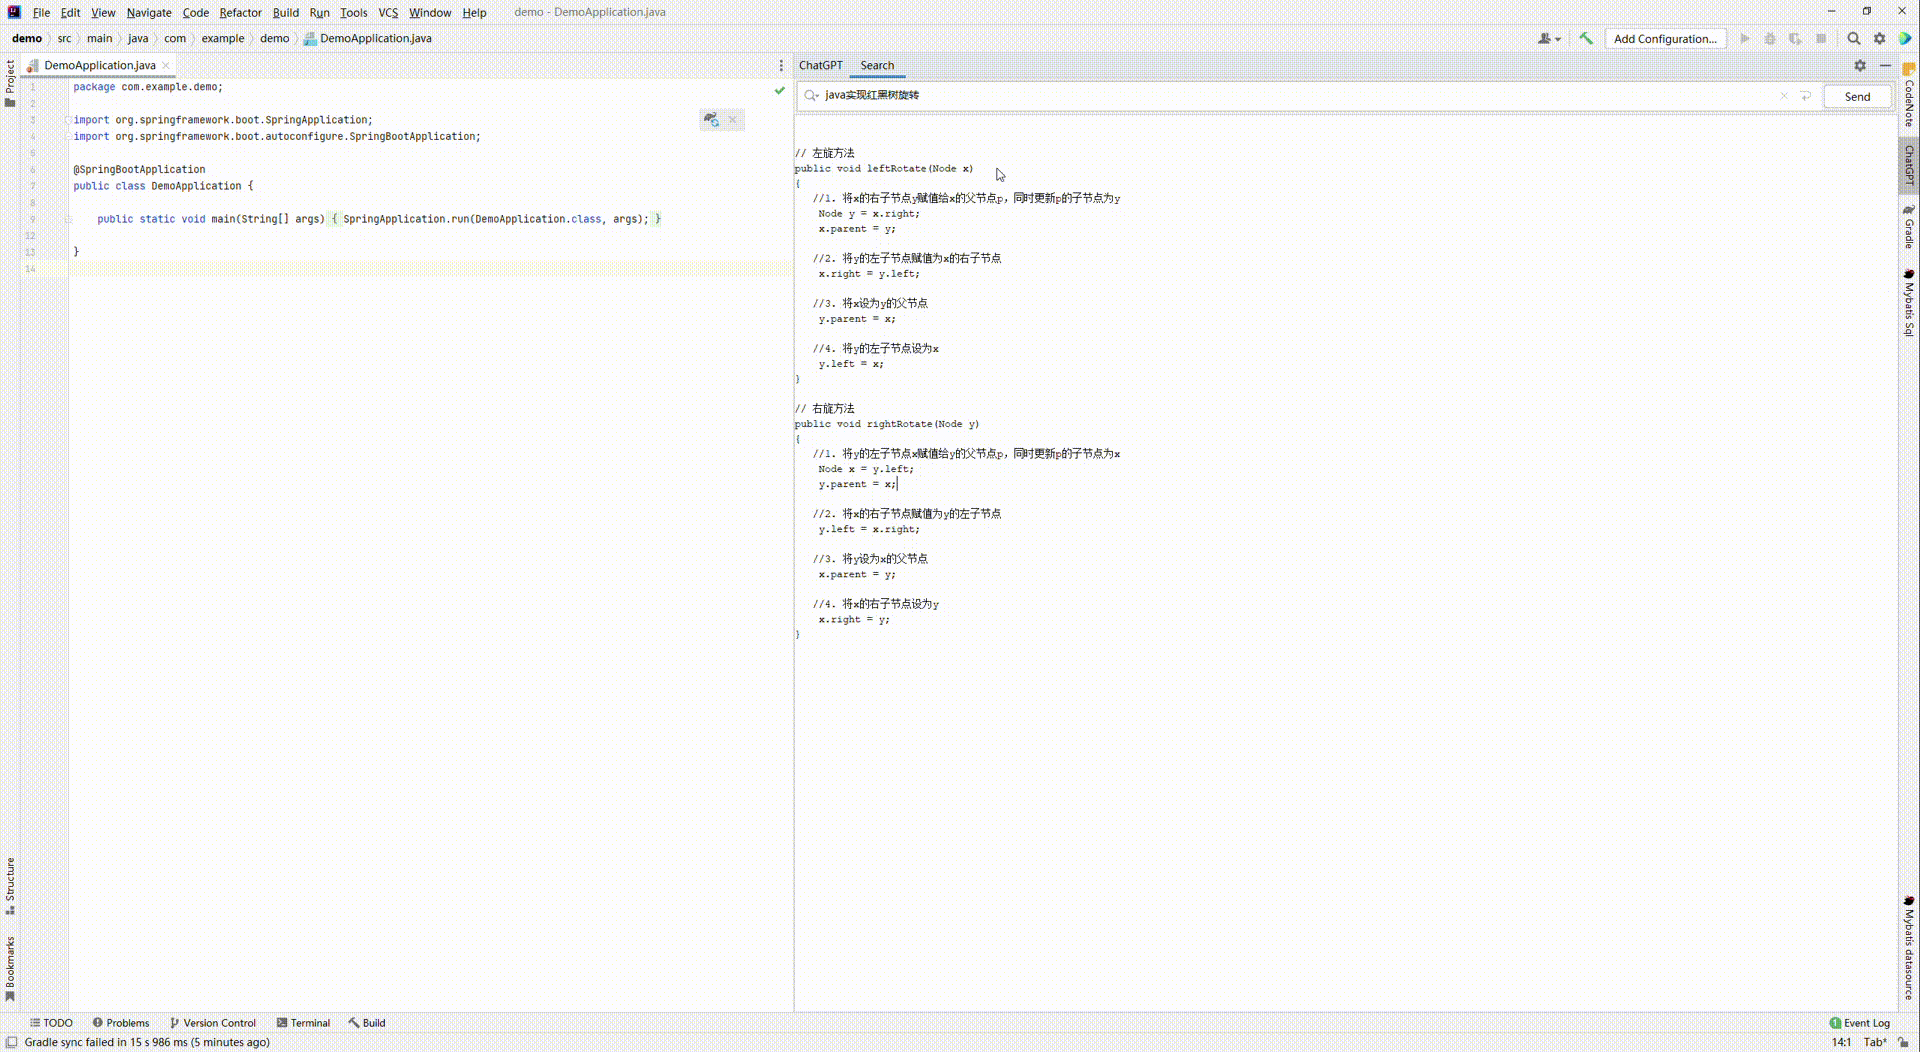 File Edit View Navigate Code Refactor Build Run Tools VCS Window Help demo - DemoApplication.java
demo src main java com example demo DemoApplication.java
Add Configuration...
Project
DemoApplication.java
1 package com.example.demo;
2
3 import org.springframework.boot.SpringApplication;
4 import org.springframework.boot.autoconfigure.SpringBootApplication;
5
6 @SpringBootApplication
7 public class DemoApplication {
8
9 public static void main(String[] args) { SpringApplication.run(DemoApplication.class, args); }
12
13 }
14
ChatGPT Search
java实现红黑树旋转
Send
// 左旋方法
public void leftRotate(Node x)
{
//1. 将x的右子节点y赋值给x的父节点p，同时更新p的子节点为y
Node y = x.right;
x.parent = y;
//2. 将y的左子节点赋值为x的右子节点
x.right = y.left;
//3. 将x设为y的父节点
y.parent = x;
//4. 将y的左子节点设为x
y.left = x;
}
// 右旋方法
public void rightRotate(Node y)
{
//1. 将y的左子节点x赋值给y的父节点p，同时更新p的子节点为x
Node x = y.left;
y.parent = x;
//2. 将x的右子节点赋值为y的左子节点
y.left = x.right;
//3. 将y设为x的父节点
x.parent = y;
//4. 将x的右子节点设为y
x.right = y;
}
CodeNote
ChatGPT
Gradle
Mybatis Sql
Mybatis datasource
Structure
Bookmarks
TODO Problems Version Control Terminal Build
1 Event Log
Gradle sync failed in 15 s 986 ms (5 minutes ago)
14:1 Tab*